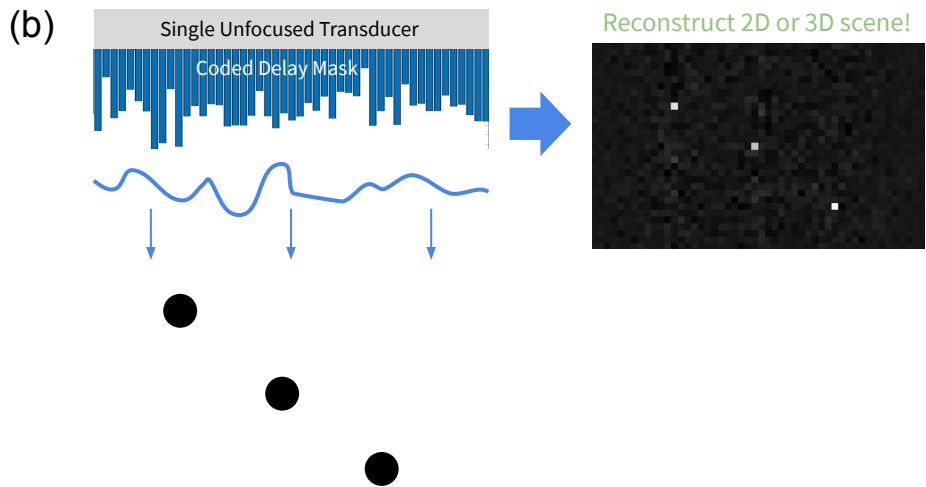 (b)
Single Unfocused Transducer
Coded Delay Mask
Reconstruct 2D or 3D scene!